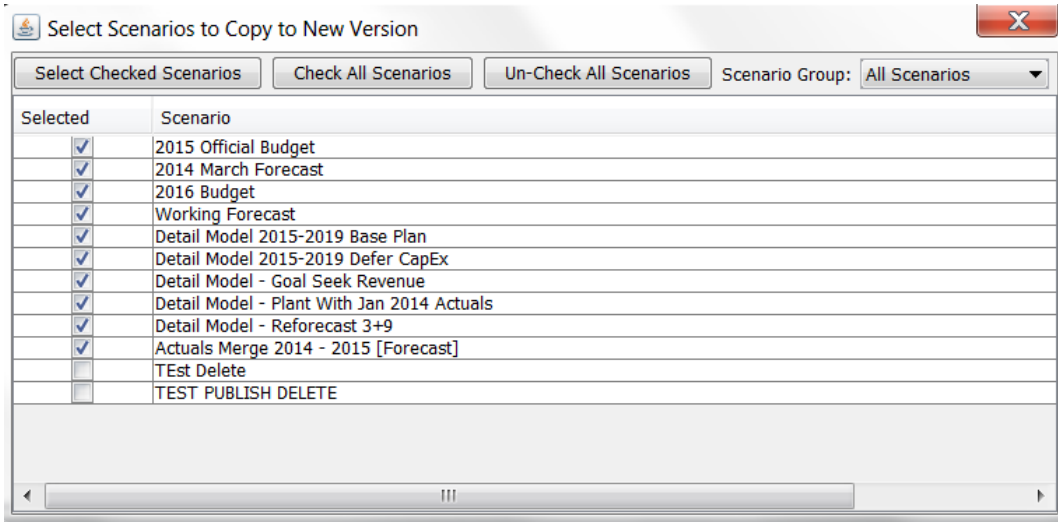 Select Scenarios to Copy to New Version
Select Checked Scenarios Check All Scenarios Un-Check All Scenarios Scenario Group: All Scenarios
Selected Scenario
2015 Official Budget
2014 March Forecast
2016 Budget
Working Forecast
Detail Model 2015-2019 Base Plan
Detail Model 2015-2019 Defer CapEx
Detail Model - Goal Seek Revenue
Detail Model - Plant With Jan 2014 Actuals
Detail Model - Reforecast 3+9
Actuals Merge 2014 - 2015 [Forecast]
TEst Delete
TEST PUBLISH DELETE